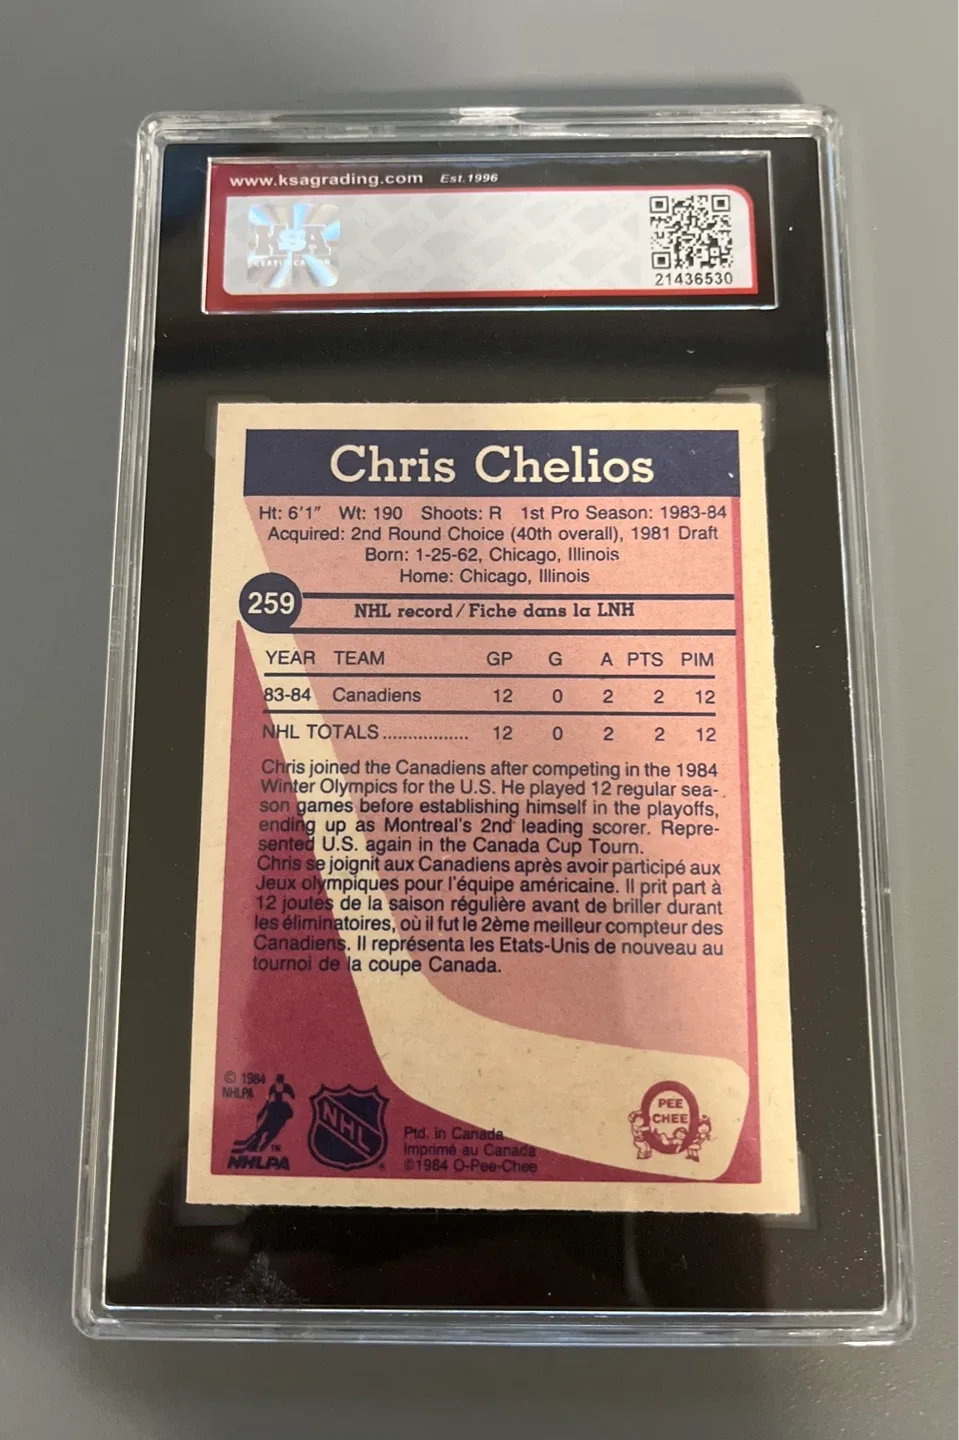 www.ksagrading.com Est.1996
KSA
CERTIFICATION
21436530
Chris Chelios
Ht: 6'1" Wt: 190 Shoots: R 1st Pro Season: 1983-84
Acquired: 2nd Round Choice (40th overall), 1981 Draft
Born: 1-25-62, Chicago, Illinois
Home: Chicago, Illinois
259 NHL record/Fiche dans la LNH
YEAR TEAM GP G A PTS PIM
83-84 Canadiens 12 0 2 2 12
NHL TOTALS................ 12 0 2 2 12
Chris joined the Canadiens after competing in the 1984
Winter Olympics for the U.S. He played 12 regular sea-
son games before establishing himself in the playoffs,
ending up as Montreal's 2nd leading scorer. Repre-
sented U.S. again in the Canada Cup Tourn.
Chris se joignit aux Canadiens après avoir participé aux
Jeux olympiques pour l'équipe américaine. Il prit part à
12 joutes de la saison régulière avant de briller durant
les éliminatoires, où il fut le 2ème meilleur compteur des
Canadiens. Il représenta les Etats-Unis de nouveau au
tournoi de la coupe Canada.
© 1984
NHLPA
TM
NHLPA
NHL
®
Ptd. in Canada
Imprimé au Canada
©1984 O-Pee-Chee
PEE
CHEE